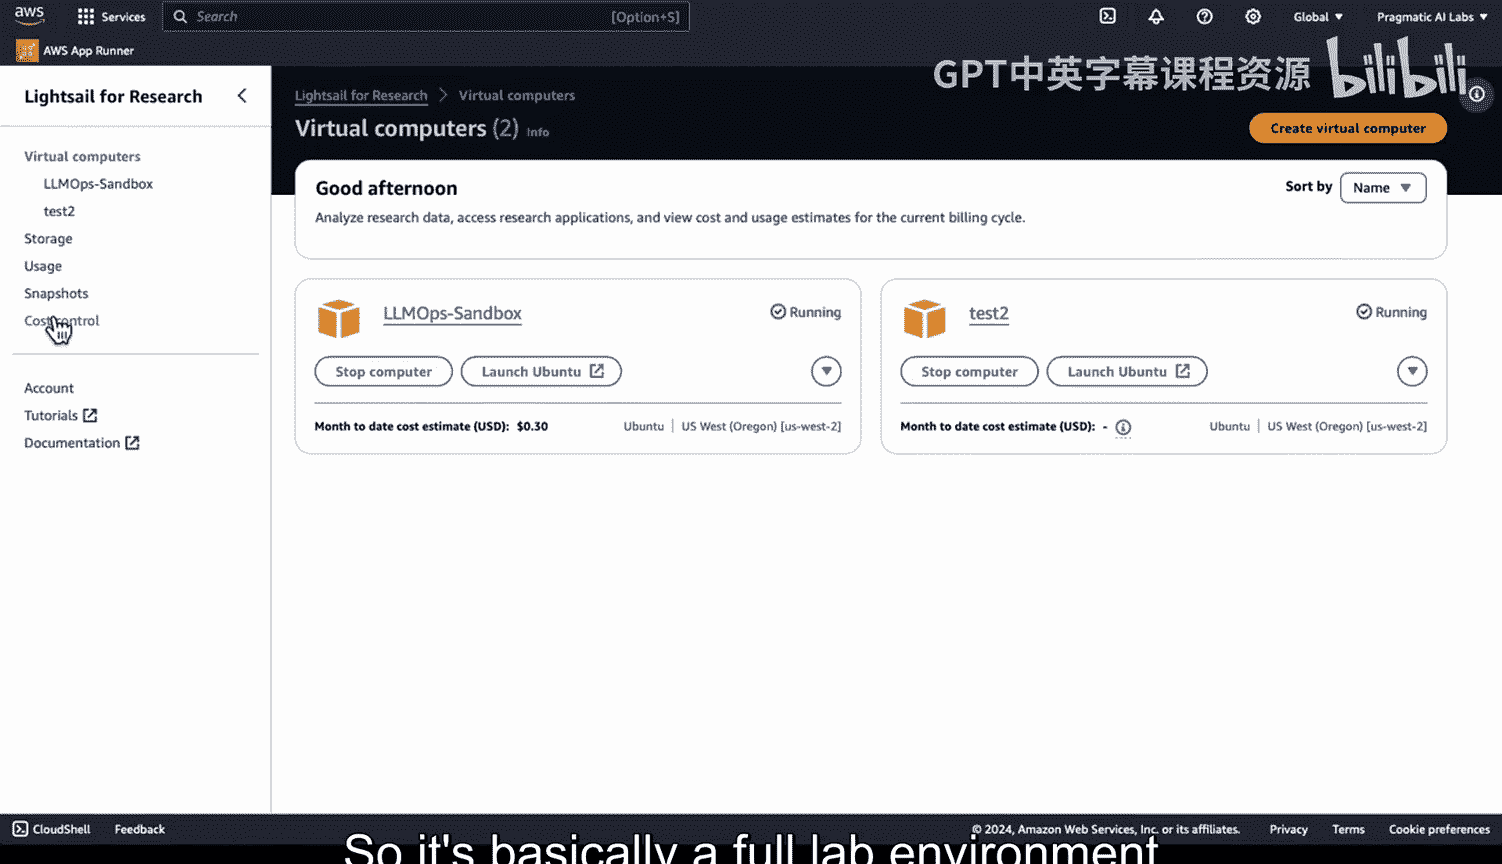 aws Services Search [Option+S] Global Pragmatic AI Labs
AWS App Runner
GPT中英字幕课程资源 bilibili
Lightsail for Research
Virtual computers
LLMOps-Sandbox
test2
Storage
Usage
Snapshots
Cost control
Account
Tutorials
Documentation
Lightsail for Research Virtual computers
Virtual computers (2) Info
Create virtual computer
Good afternoon
Sort by Name
Analyze research data, access research applications, and view cost and usage estimates for the current billing cycle.
LLMOps-Sandbox Running
Stop computer Launch Ubuntu
Month to date cost estimate (USD): $0.30 Ubuntu | US West (Oregon) [us-west-2]
test2 Running
Stop computer Launch Ubuntu
Month to date cost estimate (USD): - Ubuntu | US West (Oregon) [us-west-2]
CloudShell Feedback © 2024, Amazon Web Services, Inc. or its affiliates. Privacy Terms Cookie preferences
So it's basically a full lab environment